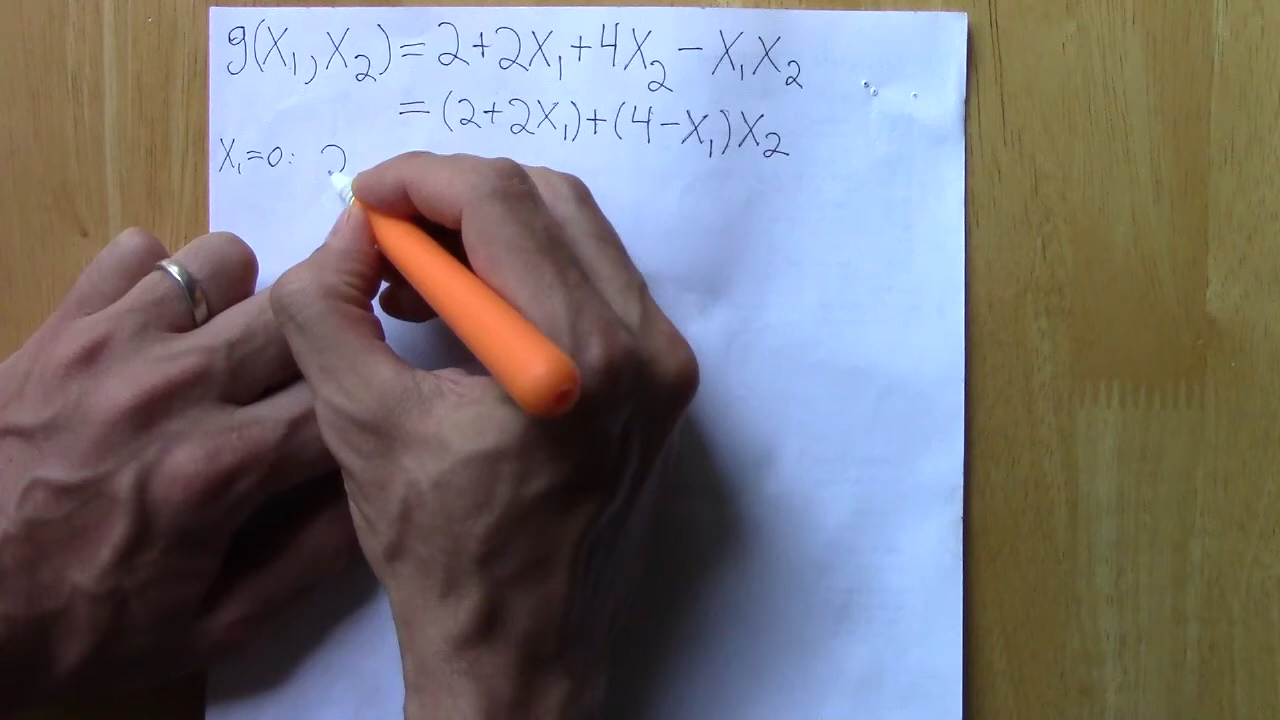 g(X₁, X₂) = 2 + 2X₁ + 4X₂ - X₁X₂
= (2 + 2X₁) + (4 - X₁)X₂
X₁ = 0: 2